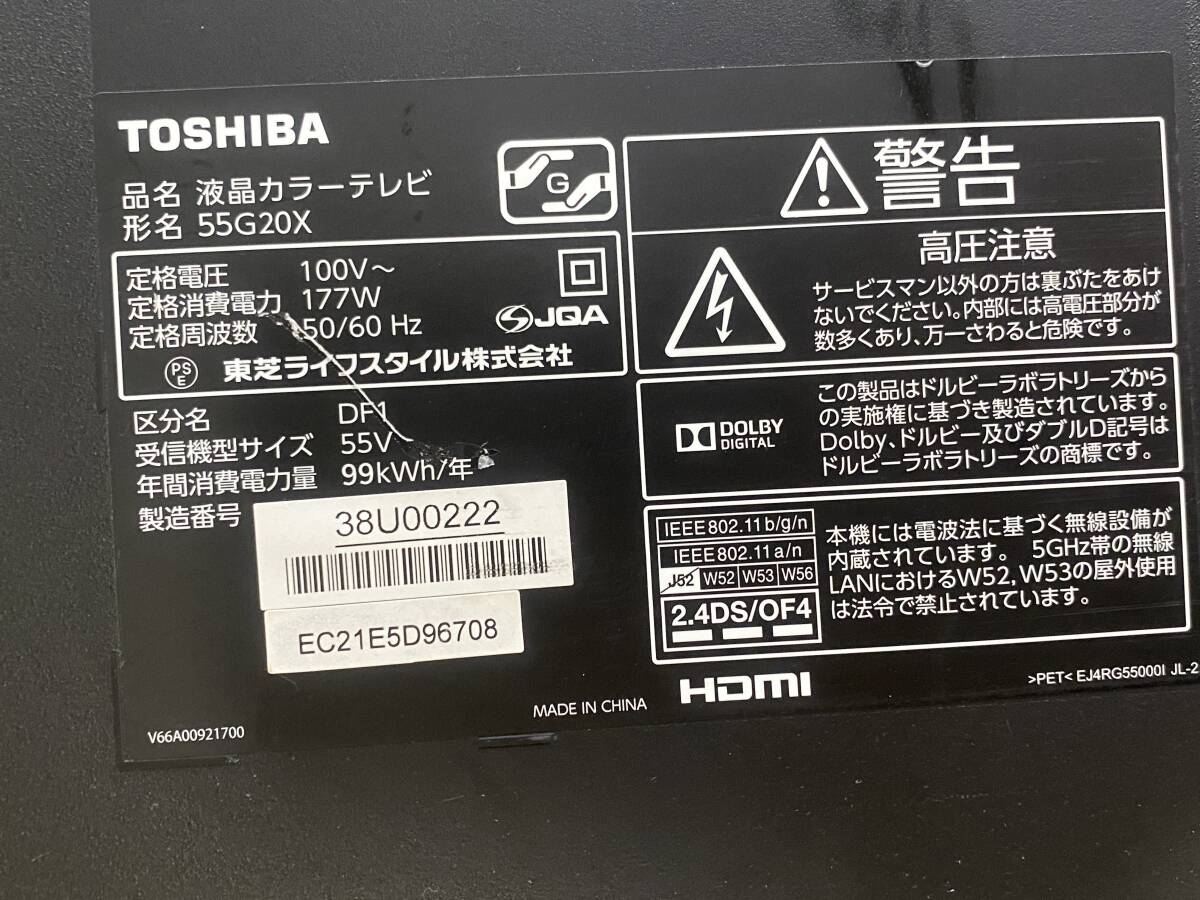 TOSHIBA
品名 液晶カラーテレビ
形名 55G20X
G
定格電圧 100V～
定格消費電力 177W
定格周波数 50/60 Hz
JQA
PS
E
東芝ライフスタイル株式会社
区分名 DF1
受信機型サイズ 55V
年間消費電力量 99kWh/年
製造番号
38U00222
EC21E5D96708
V66A00921700
MADE IN CHINA
警告
高圧注意
サービスマン以外の方は裏ぶたをあけ
ないでください。内部には高電圧部分が
数多くあり、万一さわると危険です。
DOLBY
DIGITAL
この製品はドルビーラボラトリーズから
の実施権に基づき製造されています。
Dolby、ドルビー及びダブルD記号は
ドルビーラボラトリーズの商標です。
IEEE802.11b/g/n
IEEE802.11a/n
J52 W52 W53 W56
2.4DS/OF4
本機には電波法に基づく無線設備が
内蔵されています。 5GHz帯の無線
LANにおけるW52, W53の屋外使用
は法令で禁止されています。
HDMI
>PET< EJ4RG55000I JL-2